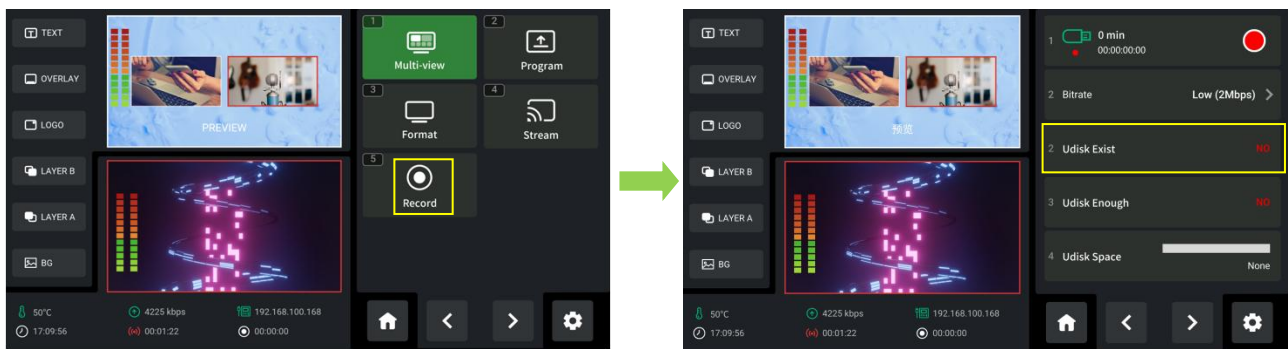 TEXT
OVERLAY
LOGO
LAYER B
LAYER A
BG
PREVIEW
1
Multi-view
2
Program
3
Format
4
Stream
5
Record
50°C
4225 kbps
192.168.100.168
17:09:56
00:01:22
00:00:00
TEXT
OVERLAY
LOGO
LAYER B
LAYER A
BG
预览
1 0 min
00:00:00:00
2 Bitrate Low (2Mbps)
2 Udisk Exist NO
3 Udisk Enough NO
4 Udisk Space
None
50°C
4225 kbps
192.168.100.168
17:09:56
00:01:22
00:00:00